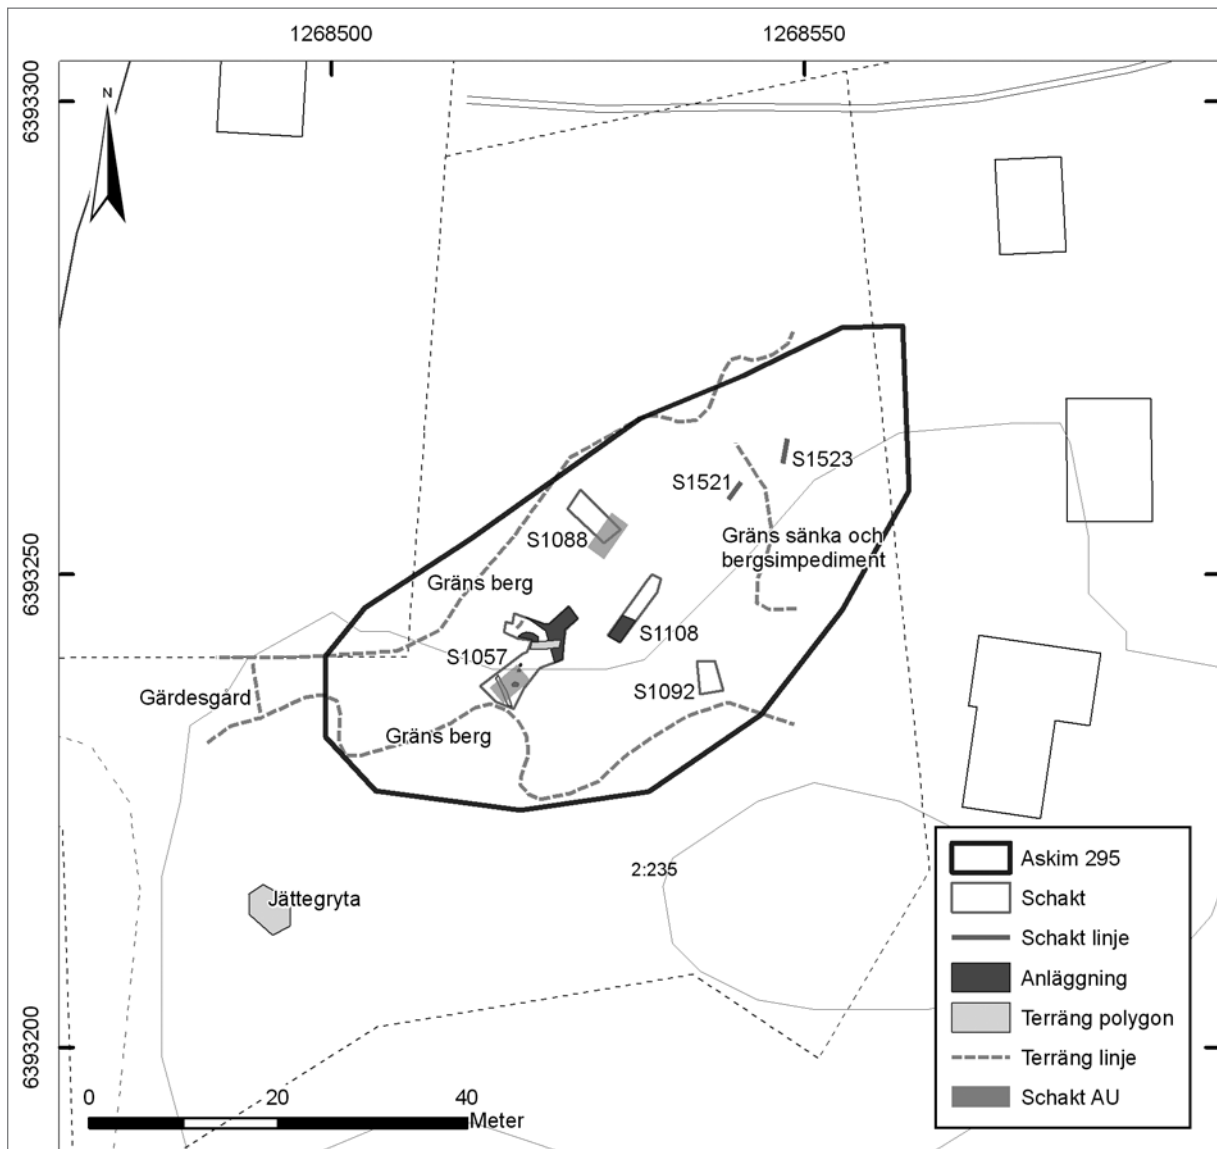 1268500
1268550
6393300
N
S1523
S1521
S1088
Gräns sänka och
bergsimpediment
6393250
Gräns berg
S1108
S1057
S1092
Gärdesgård
Gräns berg
2:235
Jättegryta
6393200
0
20
40
Meter
Askim 295
Schakt
Schakt linje
Anläggning
Terräng polygon
Terräng linje
Schakt AU